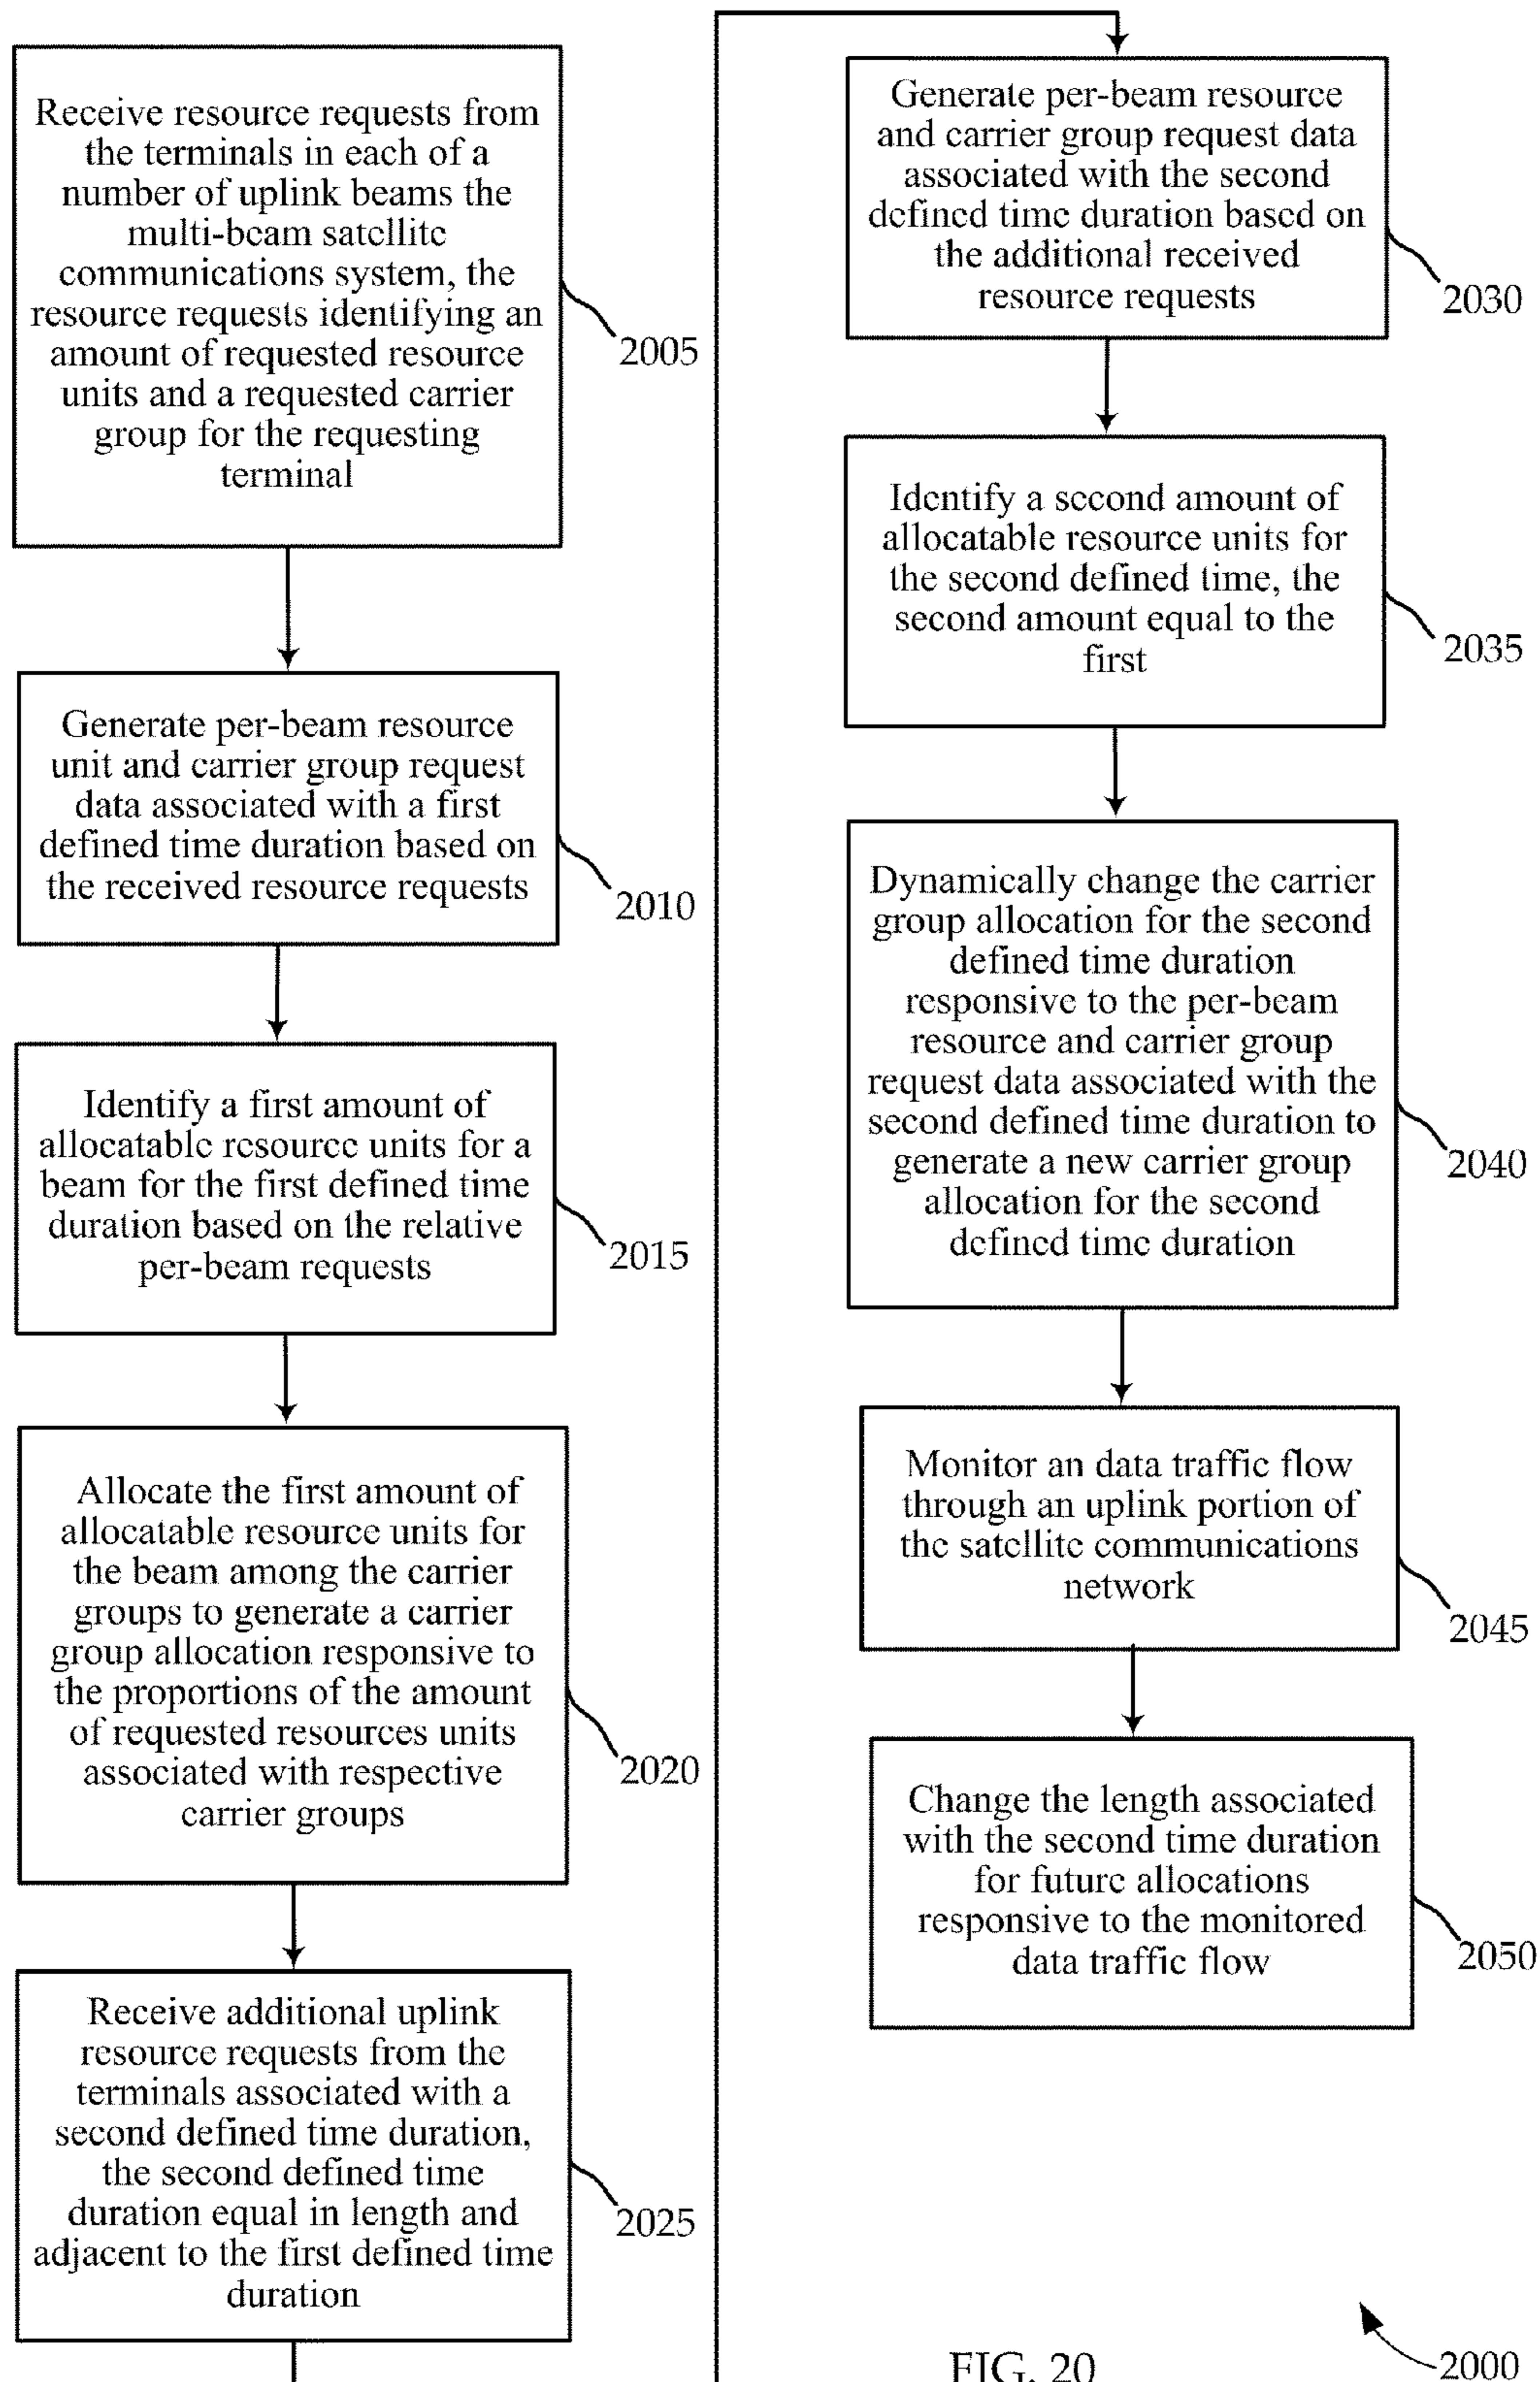 Receive resource requests from
the terminals in each of a
number of uplink beams the
multi-beam satellite
communications system, the
resource requests identifying an
amount of requested resource
units and a requested carrier
group for the requesting
terminal
2005
Generate per-beam resource
unit and carrier group request
data associated with a first
defined time duration based on
the received resource requests
2010
Identify a first amount of
allocatable resource units for a
beam for the first defined time
duration based on the relative
per-beam requests
2015
Allocate the first amount of
allocatable resource units for
the beam among the carrier
groups to generate a carrier
group allocation responsive to
the proportions of the amount
of requested resources units
associated with respective
carrier groups
2020
Receive additional uplink
resource requests from the
terminals associated with a
second defined time duration,
the second defined time
duration equal in length and
adjacent to the first defined time
duration
2025
Generate per-beam resource
and carrier group request data
associated with the second
defined time duration based on
the additional received
resource requests
2030
Identify a second amount of
allocatable resource units for
the second defined time, the
second amount equal to the
first
2035
Dynamically change the carrier
group allocation for the second
defined time duration
responsive to the per-beam
resource and carrier group
request data associated with the
second defined time duration to
generate a new carrier group
allocation for the second
defined time duration
2040
Monitor an data traffic flow
through an uplink portion of
the satellite communications
network
2045
Change the length associated
with the second time duration
for future allocations
responsive to the monitored
data traffic flow
2050
FIG. 20
2000